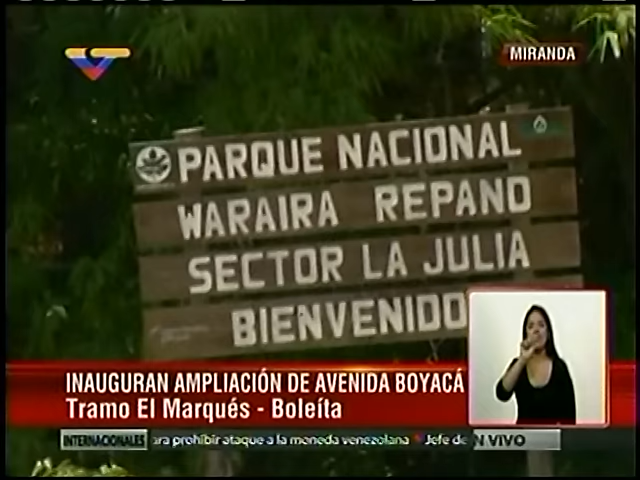 MIRANDA
PARQUE NACIONAL
WARAIRA REPANO
SECTOR LA JULIA
BIENVENIDO
INAUGURAN AMPLIACIÓN DE AVENIDA BOYACÁ
Tramo El Marqués - Boleíta
INTERNACIONALES ara prohibir ataque a la moneda venezolana * Jefe de N VIVO